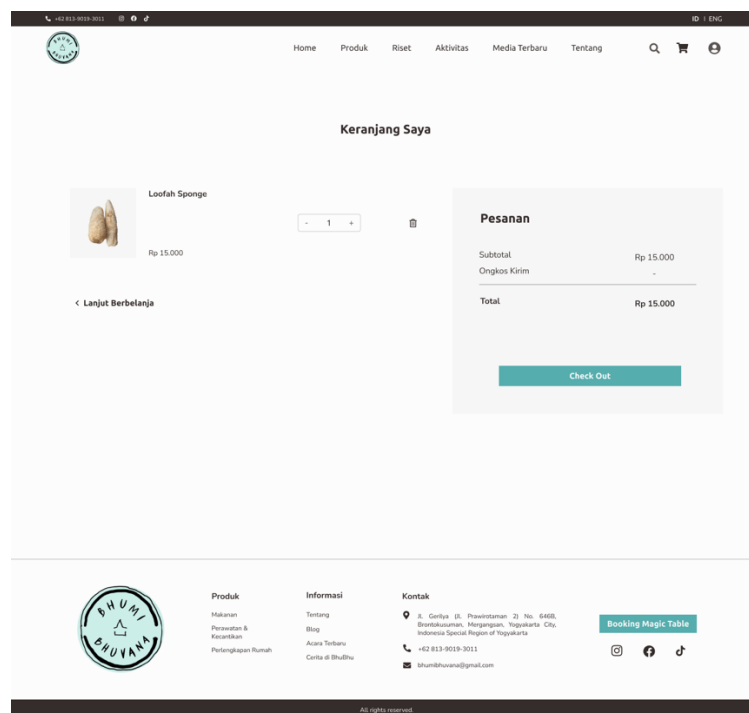 +62 813-9019-3011
ID | ENG
BHUMI BHUVANA
Home Produk Riset Aktivitas Media Terbaru Tentang
Keranjang Saya
Loofah Sponge
- 1 +
Rp 15.000
< Lanjut Berbelanja
Pesanan
Subtotal Rp 15.000
Ongkos Kirim -
Total Rp 15.000
Check Out
BHUMI BHUVANA
Produk
Makanan
Perawatan &
Kecantikan
Perlengkapan Rumah
Informasi
Tentang
Blog
Acara Terbaru
Cerita di BhuBhu
Kontak
Jl. Gerilya (Jl. Prawirotaman 2) No. 646B,
Brontokusuman, Mergangsan, Yogyakarta City,
Indonesia Special Region of Yogyakarta
+62 813-9019-3011
bhumibhuvana@gmail.com
Booking Magic Table
All rights reserved.